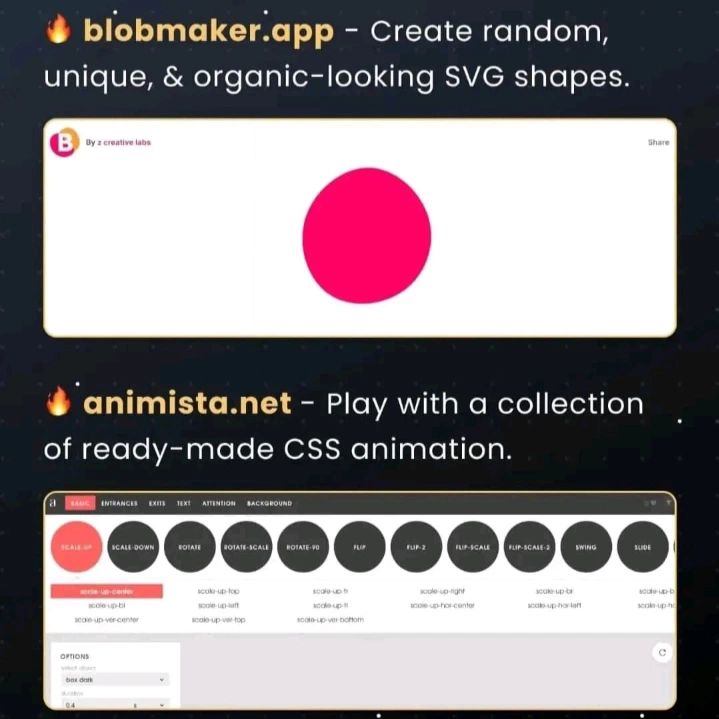 🔥 blobmaker.app - Create random,
unique, & organic-looking SVG shapes.
B By z creative labs Share
🔥 animista.net - Play with a collection
of ready-made CSS animation.
a BASIC ENTRANCES EXITS TEXT ATTENTION BACKGROUND
SCALE-UP SCALE-DOWN ROTATE ROTATE-SCALE ROTATE-90 FLIP FLIP-2 FLIP-SCALE FLIP-SCALE-2 SWING SLIDE
scale-up-center scale-up-top scale-up-tr scale-up-right scale-up-br scale-up-b
scale-up-bl scale-up-left scale-up-tl scale-up-hor-center scale-up-hor-left
scale-up-ver-center scale-up-ver-top scale-up-ver-bottom
OPTIONS
select object
box dark
duration
0.4 s